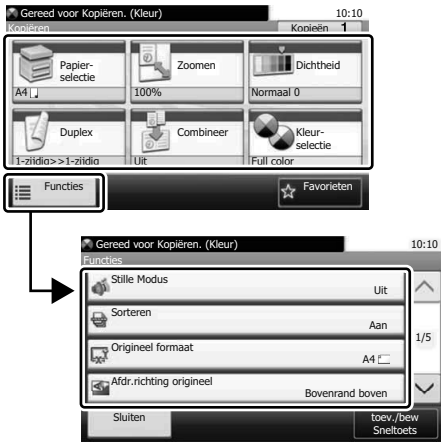 Gereed voor Kopiëren. (Kleur) 10:10
Kopiëren Kopieën 1
Papier-
selectie
A4
Zoomen
100%
Dichtheid
Normaal 0
Duplex
1-zijdig>>1-zijdig
Combineer
Uit
Kleur-
selectie
Full color
Functies
Favorieten
Gereed voor Kopiëren. (Kleur) 10:10
Functies
Stille Modus
Uit
Sorteren
Aan
1/5
Origineel formaat
A4
Afdr.richting origineel
Bovenrand boven
Sluiten
toev./bew
Sneltoets